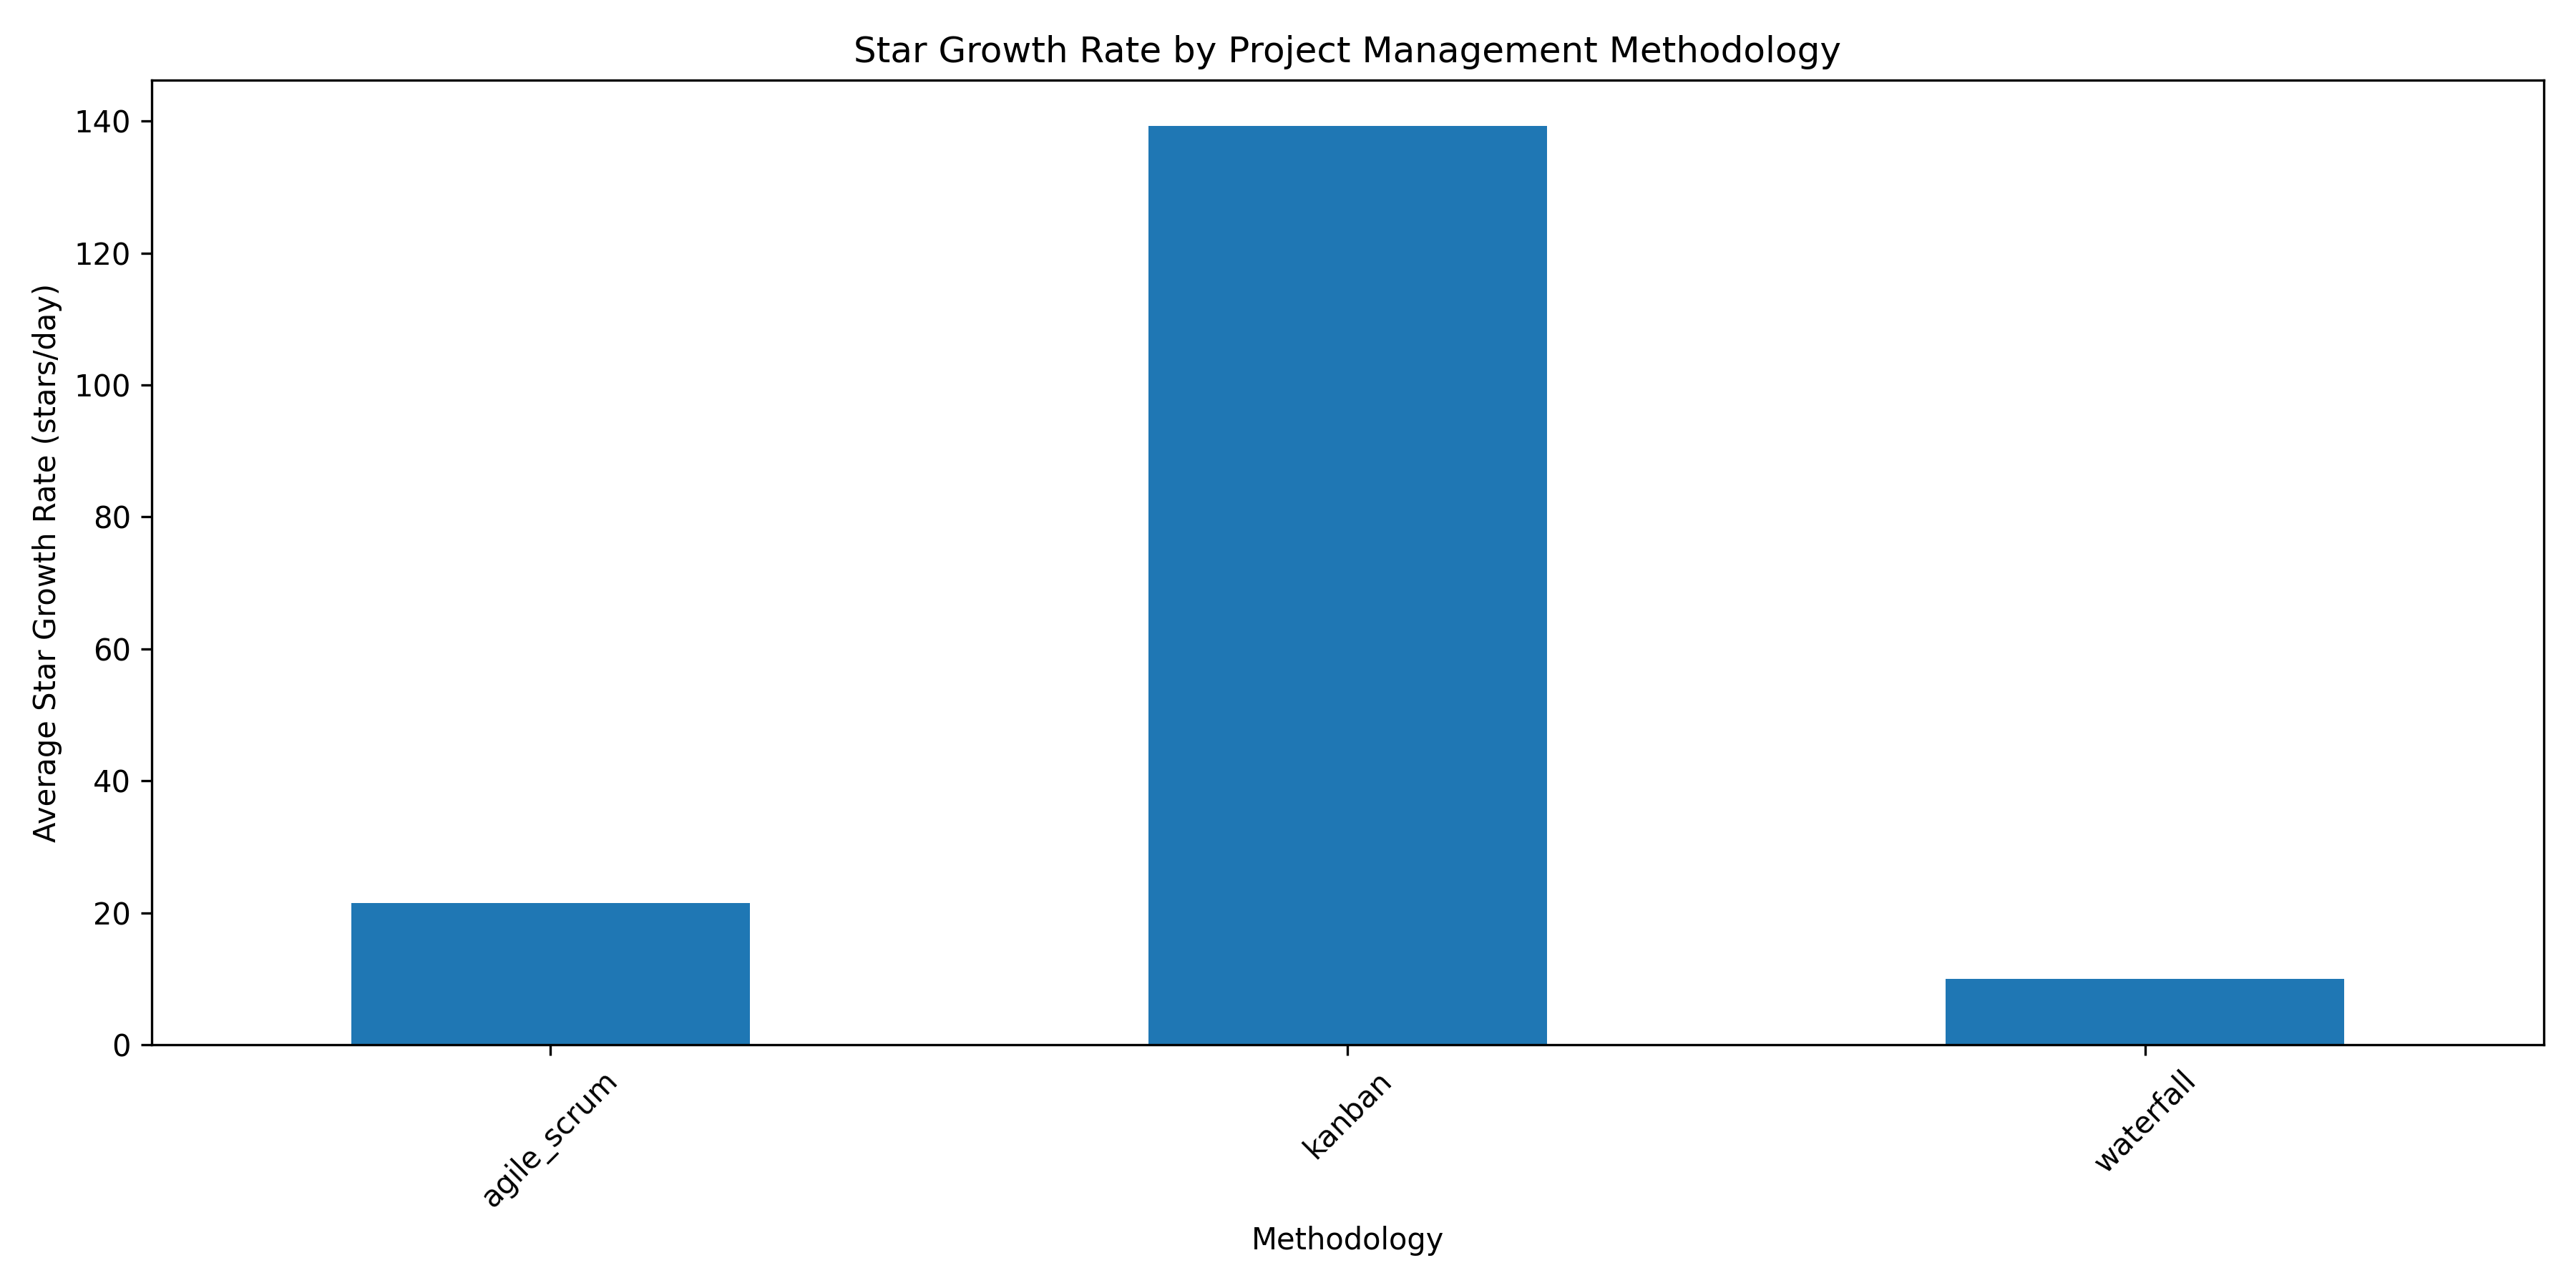 Star Growth Rate by Project Management Methodology
Average Star Growth Rate (stars/day)
140
120
100
80
60
40
20
0
agile_scrum
kanban
waterfall
Methodology